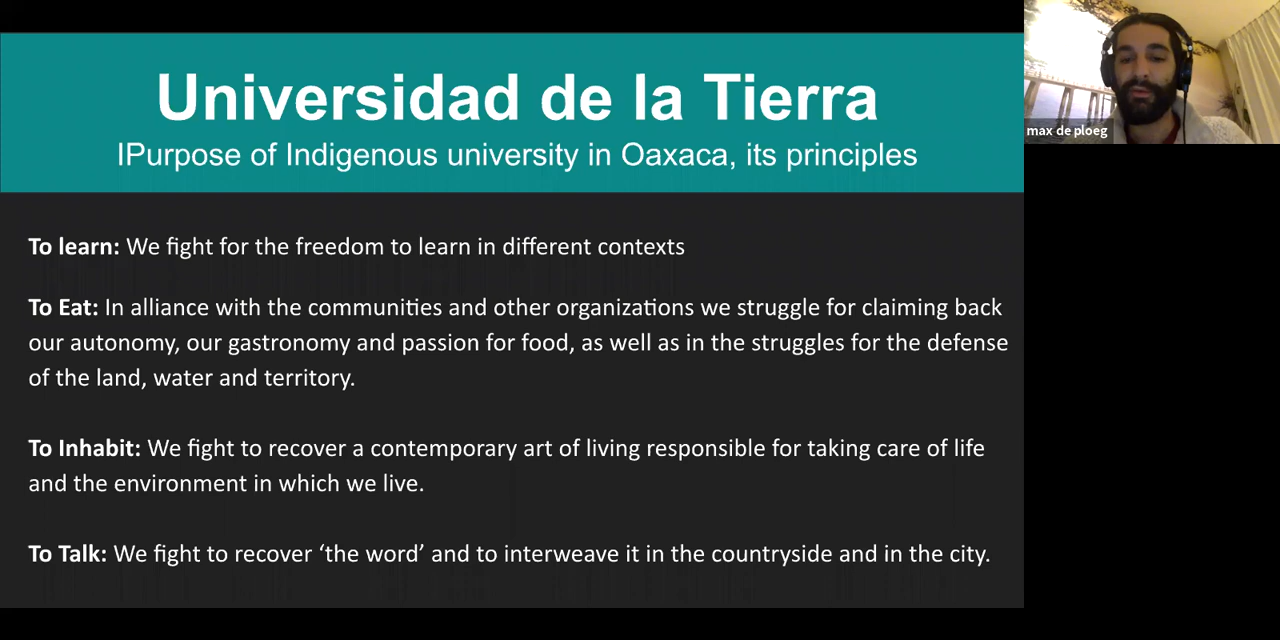 Universidad de la Tierra
IPurpose of Indigenous university in Oaxaca, its principles
max de ploeg
To learn: We fight for the freedom to learn in different contexts
To Eat: In alliance with the communities and other organizations we struggle for claiming back
our autonomy, our gastronomy and passion for food, as well as in the struggles for the defense
of the land, water and territory.
To Inhabit: We fight to recover a contemporary art of living responsible for taking care of life
and the environment in which we live.
To Talk: We fight to recover ‘the word’ and to interweave it in the countryside and in the city.